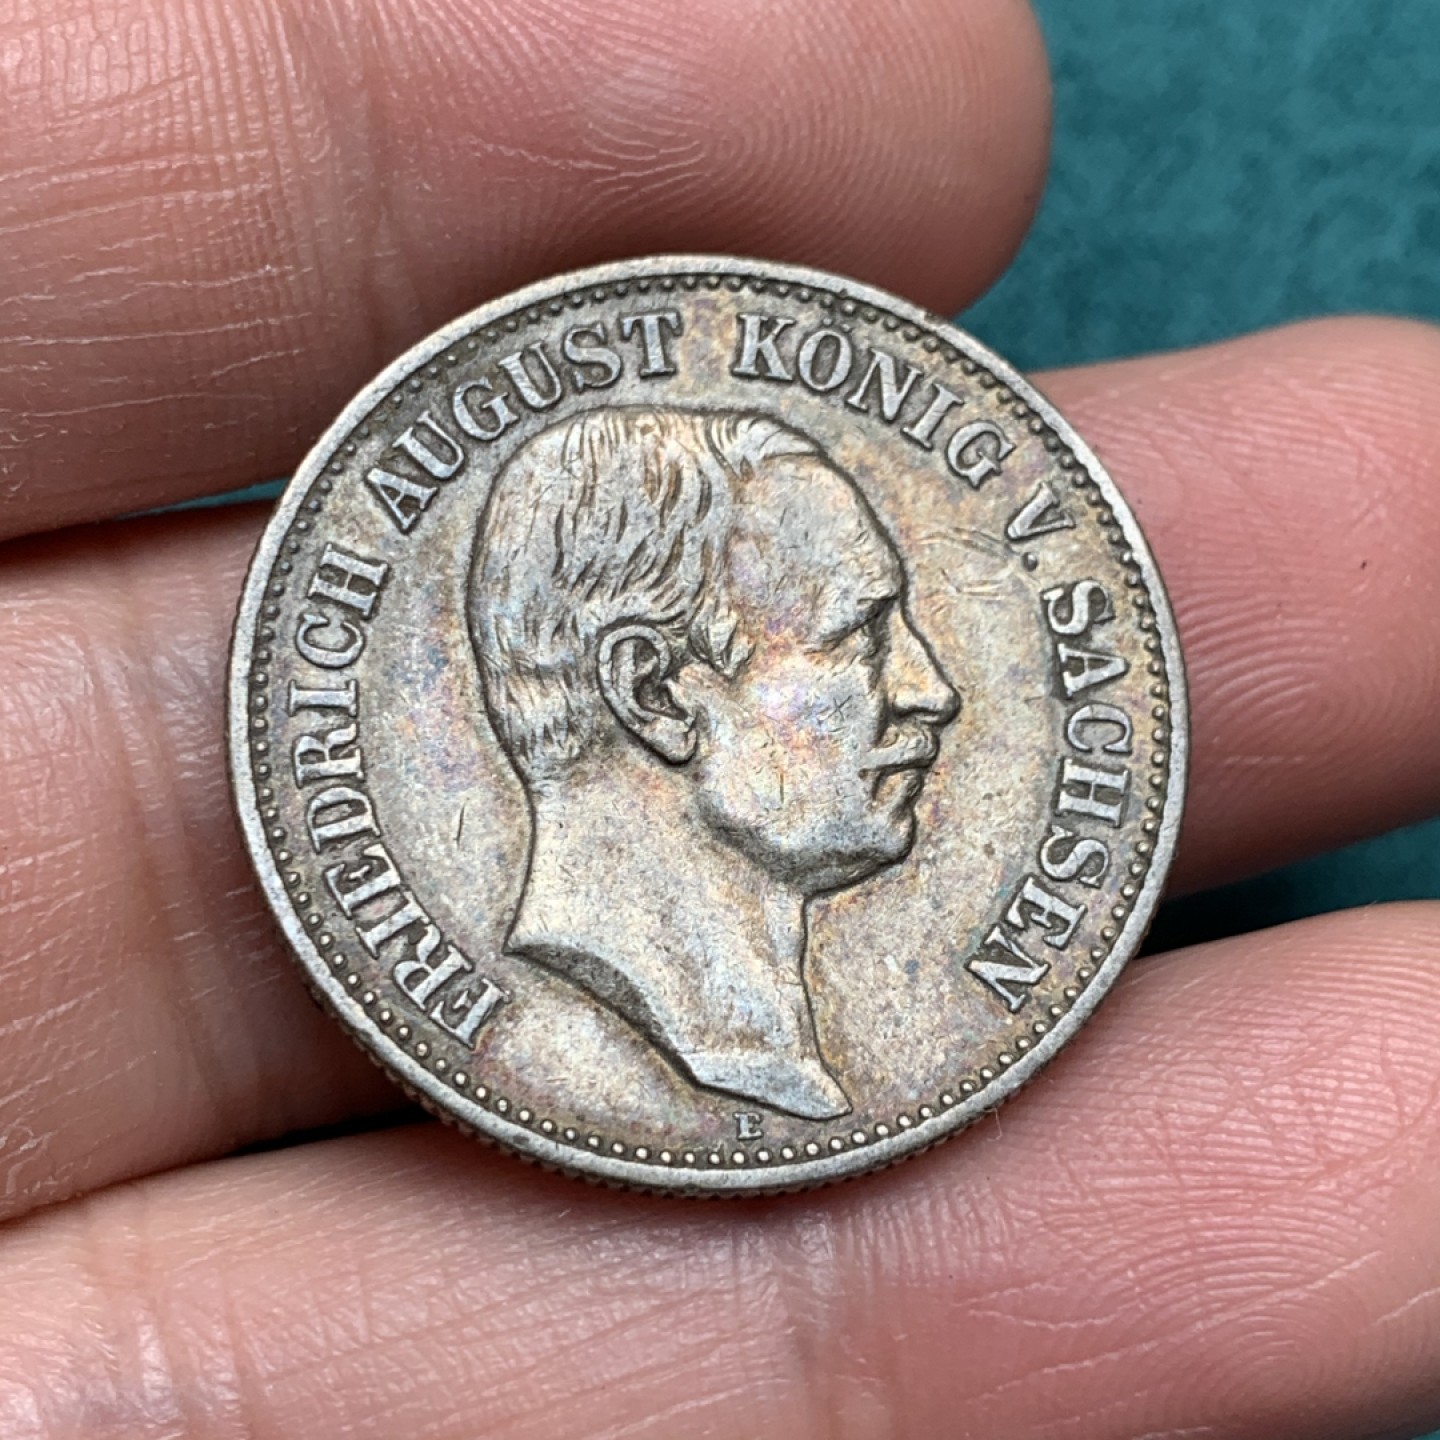 FRIEDRICH AUGUST KÖNIG V. SACHSEN
E